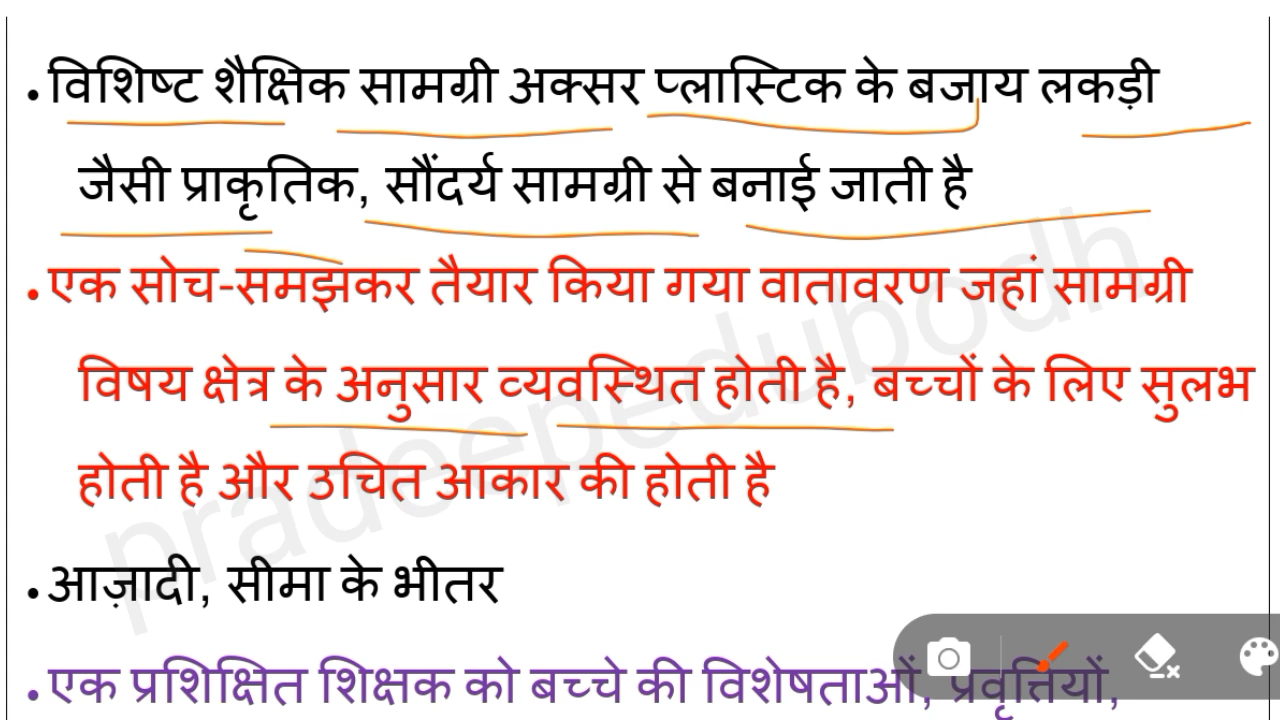 • विशिष्ट शैक्षिक सामग्री अक्सर प्लास्टिक के बजाय लकड़ी
जैसी प्राकृतिक, सौंदर्य सामग्री से बनाई जाती है
• एक सोच-समझकर तैयार किया गया वातावरण जहां सामग्री
विषय क्षेत्र के अनुसार व्यवस्थित होती है, बच्चों के लिए सुलभ
होती है और उचित आकार की होती है
• आज़ादी, सीमा के भीतर
• एक प्रशिक्षित शिक्षक को बच्चे की विशेषताओं, प्रवृत्तियों,
pradeepedubodh